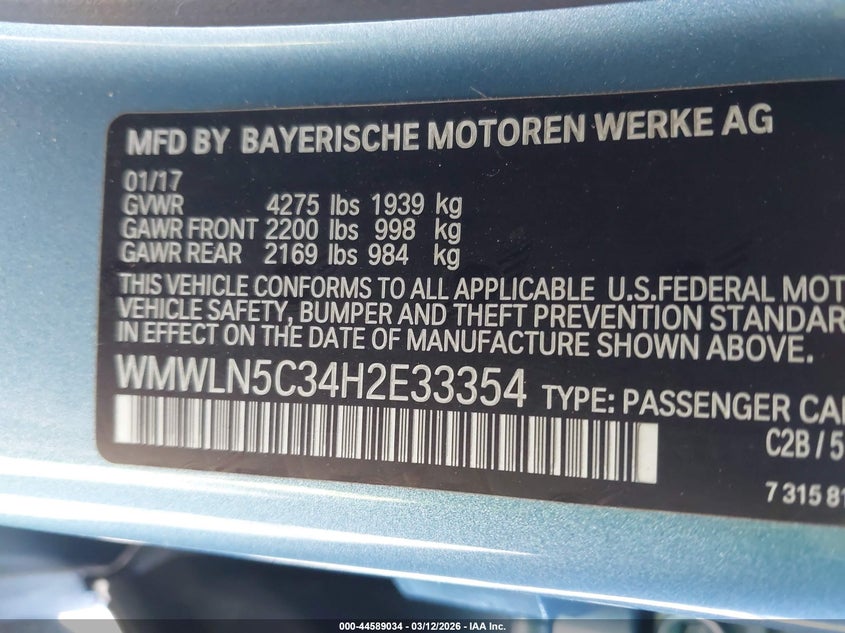 MFD BY BAYERISCHE MOTOREN WERKE AG
01/17
GVWR 4275 lbs 1939 kg
GAWR FRONT 2200 lbs 998 kg
GAWR REAR 2169 lbs 984 kg
THIS VEHICLE CONFORMS TO ALL APPLICABLE U.S.FEDERAL MOT
VEHICLE SAFETY, BUMPER AND THEFT PREVENTION STANDAR
IN EFFECT ON THE DATE OF MANUFACTURE SHOWN ABOVE.
WMWLN5C34H2E33354 TYPE: PASSENGER CAR
C2B / 5
7 315 81
000-44589034 | 03/12/2026 | IAA, Inc.